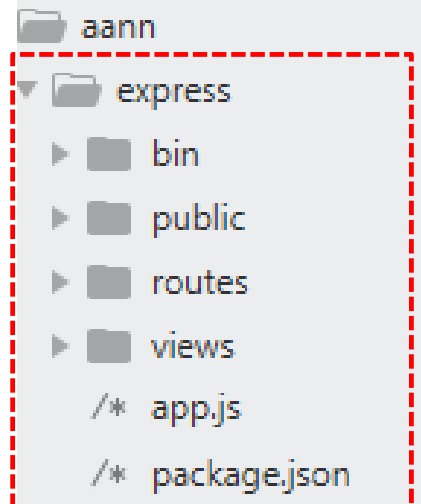 aann
express
bin
public
routes
views
/* app.js
/* package.json